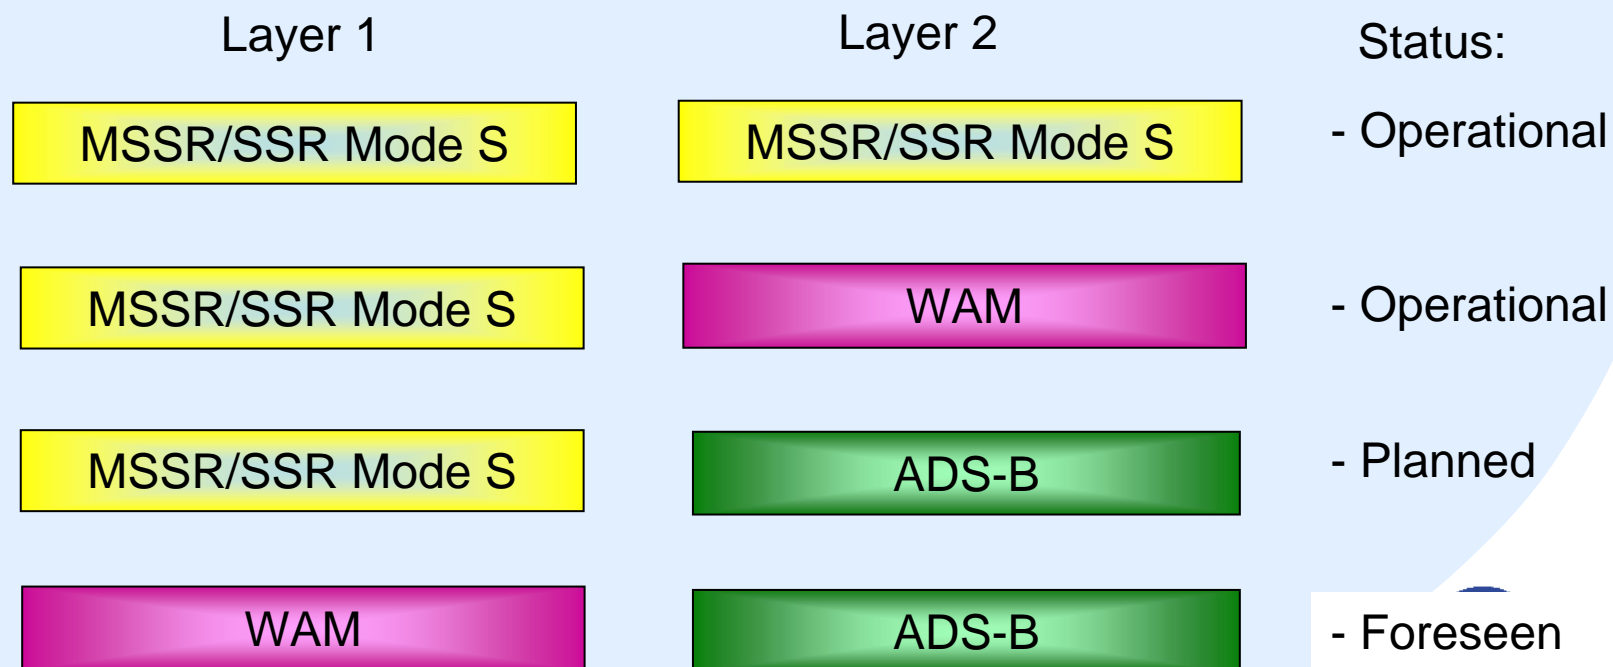 Layer 1 Layer 2 Status:
MSSR/SSR Mode S MSSR/SSR Mode S - Operational
MSSR/SSR Mode S WAM - Operational
MSSR/SSR Mode S ADS-B - Planned
WAM ADS-B - Foreseen